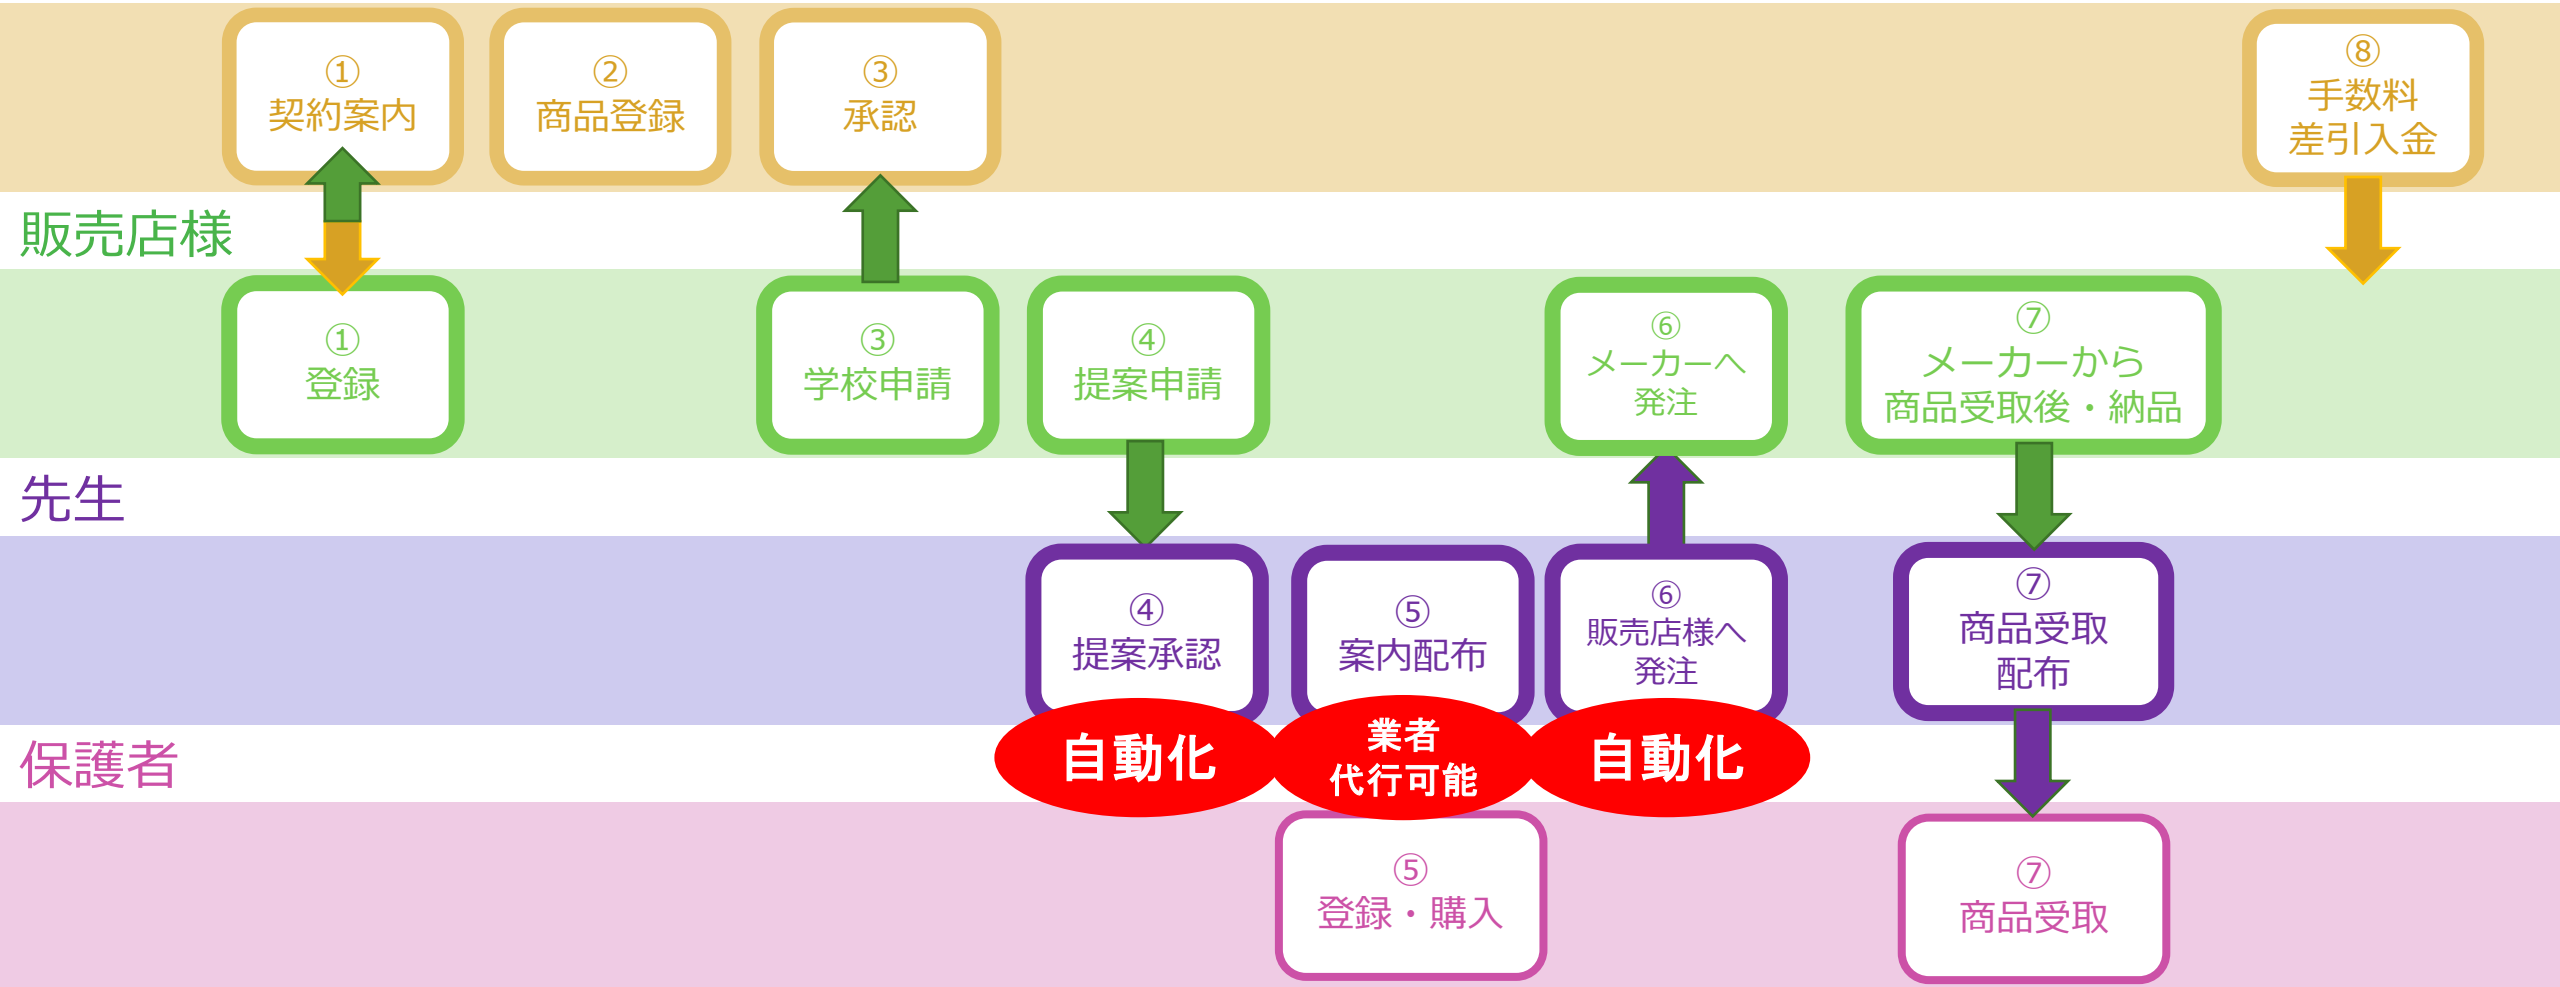 ①
契約案内
②
商品登録
③
承認
⑧
手数料
差引入金
販売店様
①
登録
③
学校申請
④
提案申請
⑥
メーカーへ
発注
⑦
メーカーから
商品受取後・納品
先生
④
提案承認
⑤
案内配布
⑥
販売店様へ
発注
⑦
商品受取
配布
自動化
業者
代行可能
自動化
保護者
⑤
登録・購入
⑦
商品受取